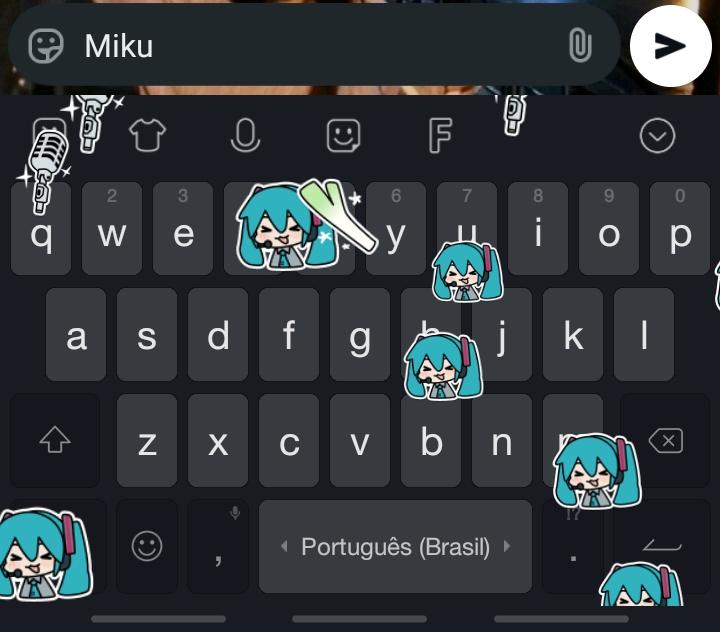 Miku
2 3 6 7 8 9 0
q w e y u i o p
a s d f g h j k l
z x c v b n m
!?
, Português (Brasil) .